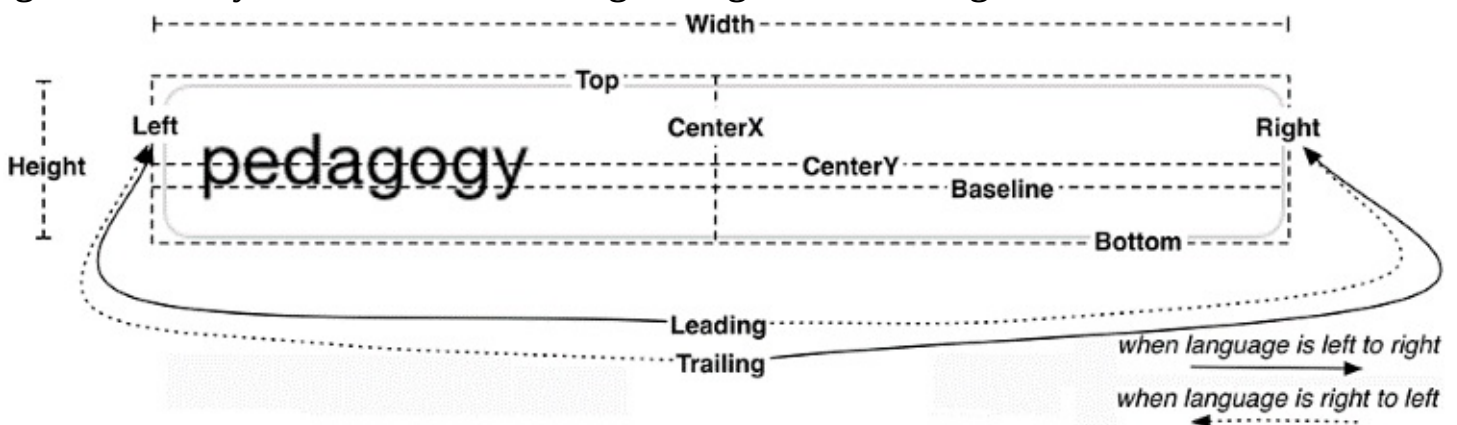 Width
Top
Left CenterX Right
pedagogy
Height CenterY
Baseline
Bottom
Leading
Trailing
when language is left to right
when language is right to left